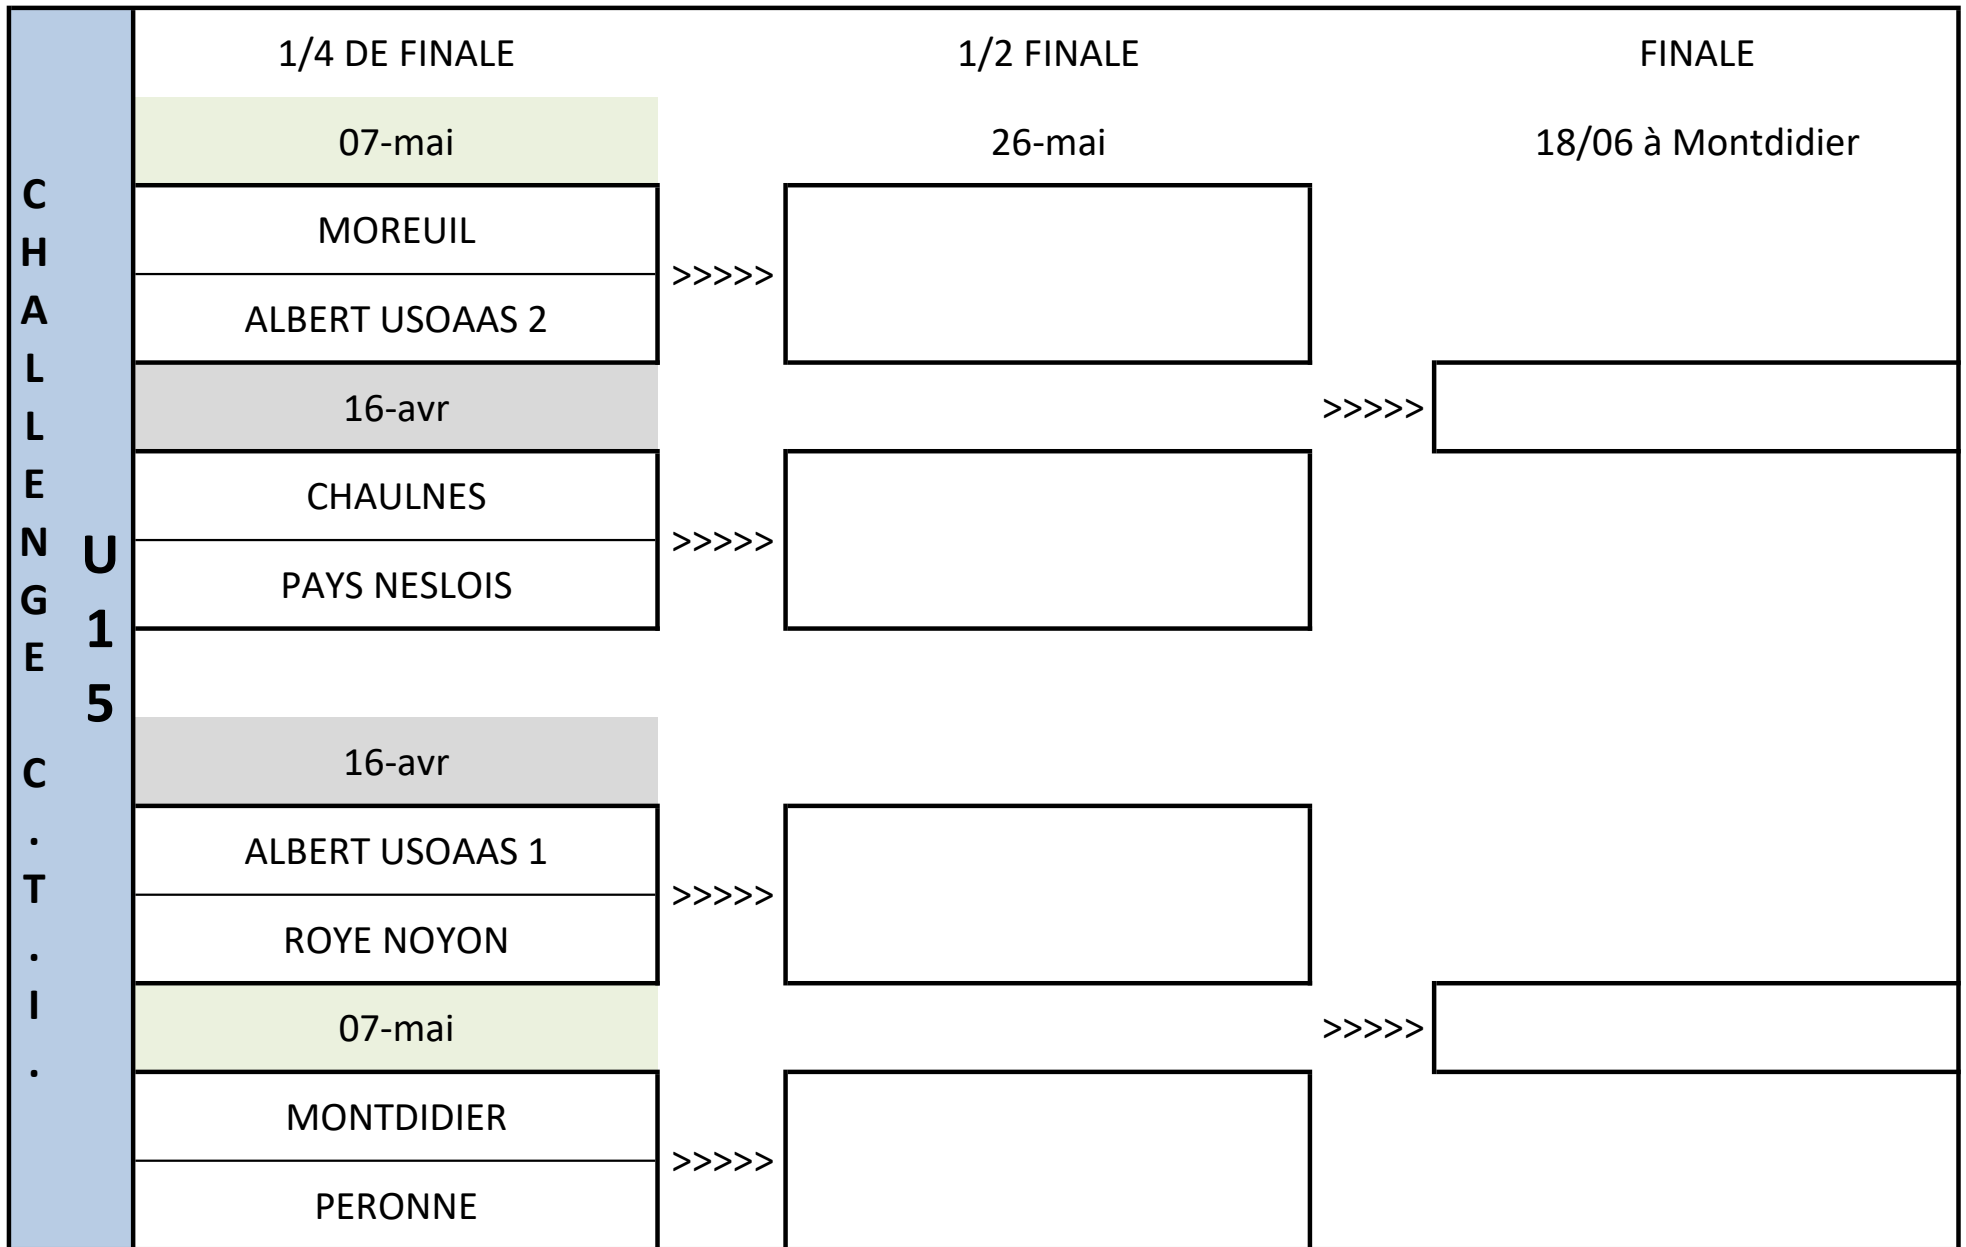 CHALLENGE C.T.I.
U15
1/4 DE FINALE
1/2 FINALE
FINALE
07-mai
26-mai
18/06 à Montdidier
MOREUIL
>>>>>
ALBERT USOAAS 2
16-avr
>>>>>
CHAULNES
>>>>>
PAYS NESLOIS
16-avr
ALBERT USOAAS 1
>>>>>
ROYE NOYON
07-mai
>>>>>
MONTDIDIER
>>>>>
PERONNE